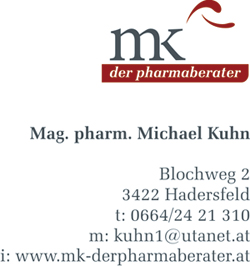 mk
der pharmaberater
Mag. pharm. Michael Kuhn
Blochweg 2
3422 Hadersfeld
t: 0664/24 21 310
m: kuhn1@utanet.at
i: www.mk-derpharmaberater.at